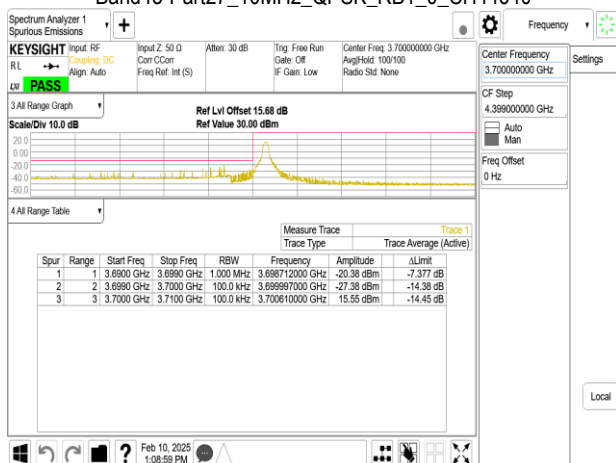 Spectrum Analyzer 1
Spurious Emissions
+
Frequency
Settings
KEYSIGHT
RL
LXI PASS
Input: RF
Coupling: DC
Align: Auto
Input Z: 50 Ω
Corr CCorr
Freq Ref: Int (S)
Atten: 30 dB
Trig: Free Run
Gate: Off
IF Gain: Low
Center Freq: 3.700000000 GHz
Avg|Hold: 100/100
Radio Std: None
Center Frequency
3.700000000 GHz
CF Step
4.399000000 GHz
Auto
Man
Freq Offset
0 Hz
3 All Range Graph
Scale/Div 10.0 dB
Ref Lvl Offset 15.68 dB
Ref Value 30.00 dBm
20.0
0.00
-20.0
-40.0
-60.0
4 All Range Table
Measure Trace Trace 1
Trace Type Trace Average (Active)
Spur Range Start Freq Stop Freq RBW Frequency Amplitude ΔLimit
1 1 3.6900 GHz 3.6990 GHz 1.000 MHz 3.698712000 GHz -20.38 dBm -7.377 dB
2 2 3.6990 GHz 3.7000 GHz 100.0 kHz 3.699997000 GHz -27.38 dBm -14.38 dB
3 3 3.7000 GHz 3.7100 GHz 100.0 kHz 3.700610000 GHz 15.55 dBm -14.45 dB
Local
?
Feb 10, 2025
1:08:59 PM